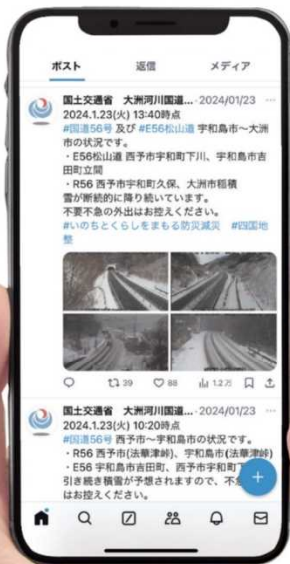 ポスト 返信 メディア
国土交通省 大洲河川国道... · 2024/01/23 ...
2024.1.23(火) 13:40時点
#国道56号 及び #E56松山道 宇和島市〜大洲
市の状況です。
・E56松山道 西予市宇和町下川、宇和島市吉
田町立間
・R56 西予市宇和町久保、大洲市稲積
雪が断続的に降り続いています。
不要不急の外出はお控えください。
#いのちとくらしをまもる防災減災 #四国地
整
39 88
国土交通省 大洲河川国道... · 2024/01/23 ...
2024.1.23(火) 10:20時点
#国道56号 西予市〜宇和島市の状況です。
・R56 西予市(法華津峠)、宇和島市(法華津峠)
・E56 宇和島市吉田町、西予市宇和町
引き続き積雪が予想されますので、不
はお控えください。